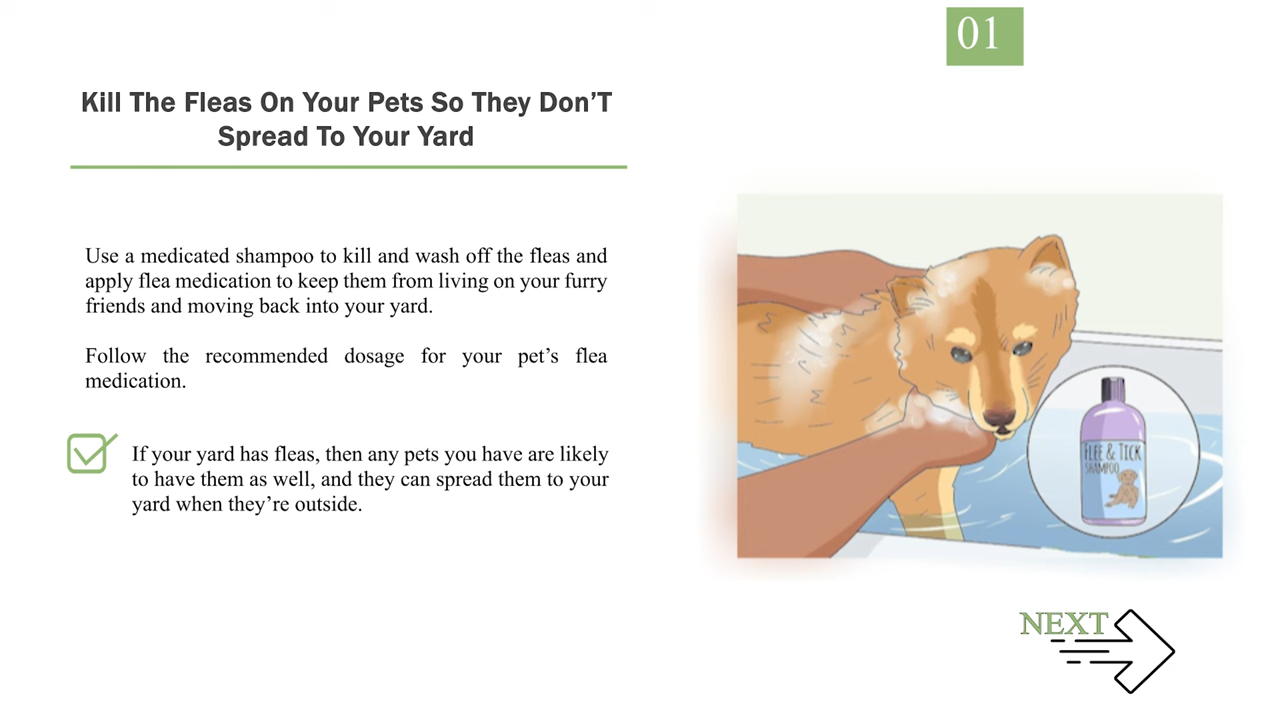 01
Kill The Fleas On Your Pets So They Don’T
Spread To Your Yard
Use a medicated shampoo to kill and wash off the fleas and
apply flea medication to keep them from living on your furry
friends and moving back into your yard.
Follow the recommended dosage for your pet’s flea
medication.
If your yard has fleas, then any pets you have are likely
to have them as well, and they can spread them to your
yard when they’re outside.
FLEE & TICK
SHAMPOO
NEXT